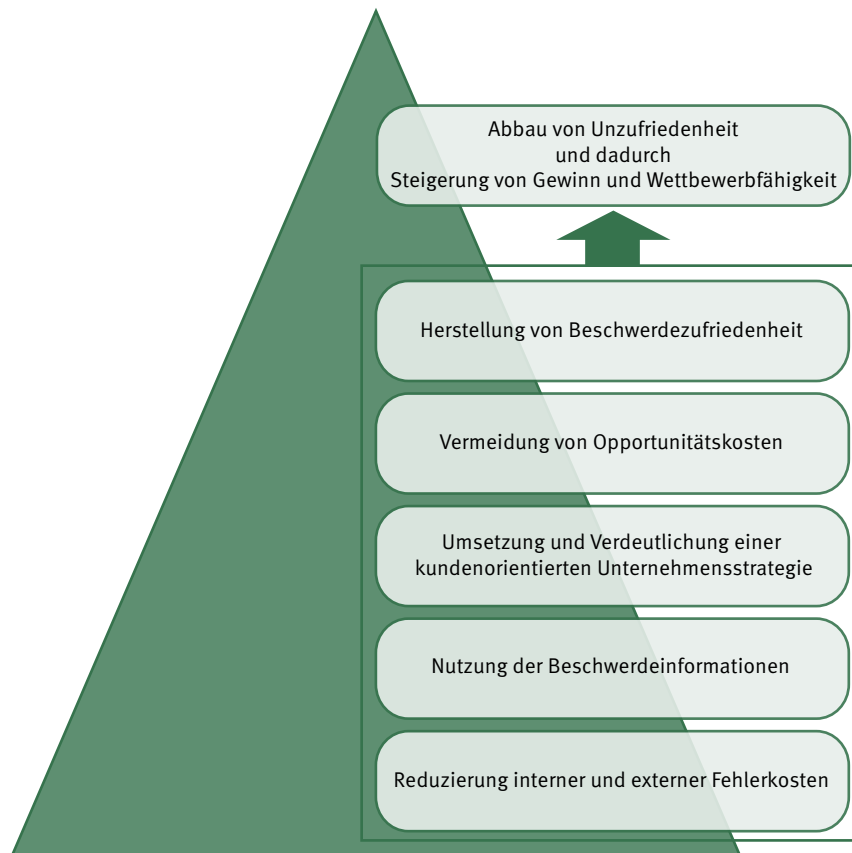 Abbau von Unzufriedenheit
und dadurch
Steigerung von Gewinn und Wettbewerbfähigkeit
Herstellung von Beschwerdezufriedenheit
Vermeidung von Opportunitätskosten
Umsetzung und Verdeutlichung einer
kundenorientierten Unternehmensstrategie
Nutzung der Beschwerdeinformationen
Reduzierung interner und externer Fehlerkosten